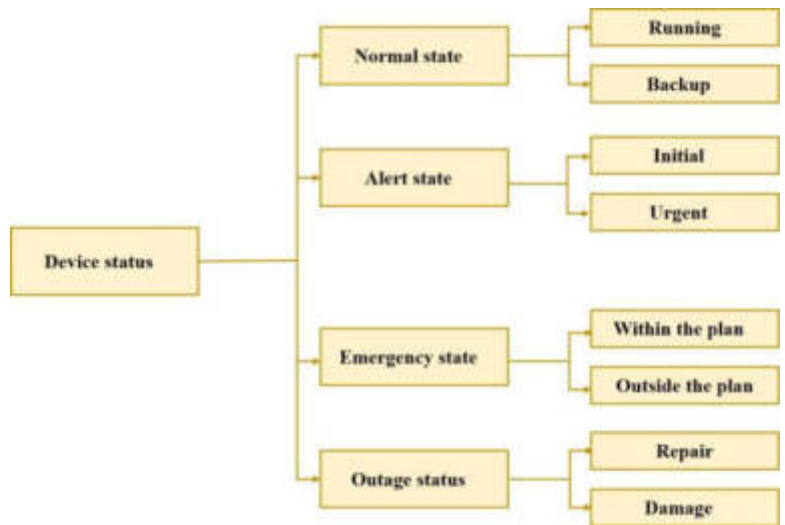 Device status
Normal state
Running
Backup
Alert state
Initial
Urgent
Emergency state
Within the plan
Outside the plan
Outage status
Repair
Damage